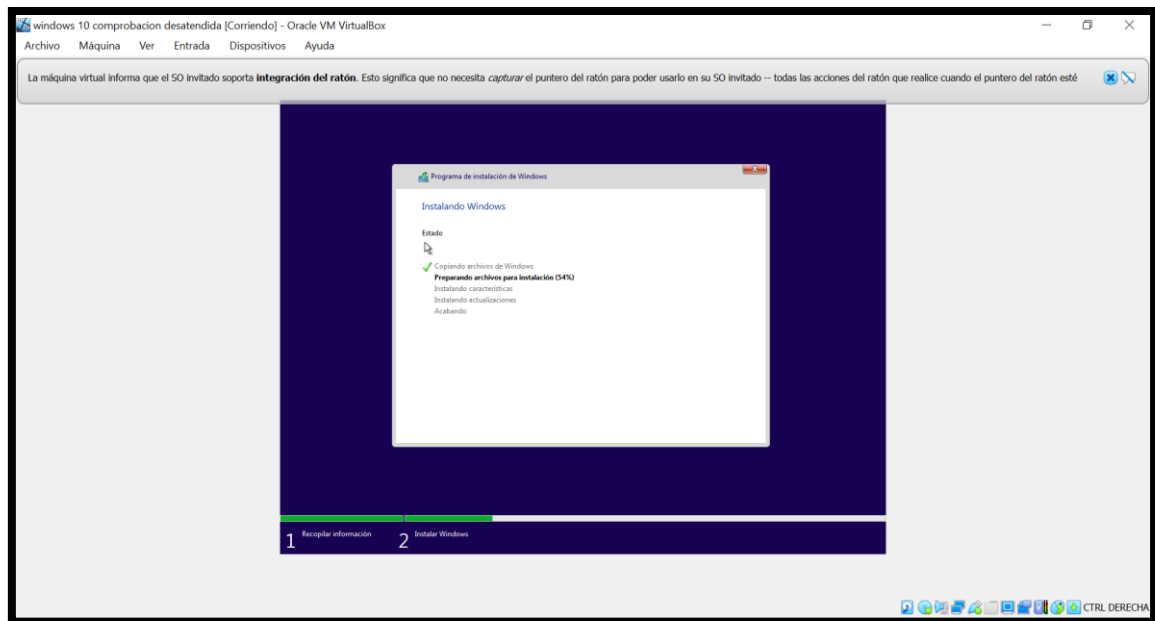 windows 10 comprobacion desatendida [Corriendo] - Oracle VM VirtualBox
Archivo Máquina Ver Entrada Dispositivos Ayuda
La máquina virtual informa que el SO invitado soporta integración del ratón. Esto significa que no necesita capturar el puntero del ratón para poder usarlo en su SO invitado -- todas las acciones del ratón que realice cuando el puntero del ratón esté
Programa de instalación de Windows
Instalando Windows
Estado
Copiando archivos de Windows
Preparando archivos para instalación (54%)
Instalando características
Instalando actualizaciones
Acabando
1 Recopilar información 2 Instalar Windows
CTRL DERECHA